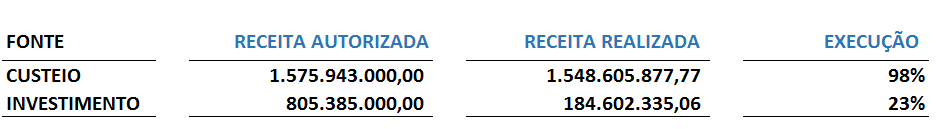 FONTE RECEITA AUTORIZADA RECEITA REALIZADA EXECUÇÃO
CUSTEIO 1.575.943.000,00 1.548.605.877,77 98%
INVESTIMENTO 805.385.000,00 184.602.335,06 23%